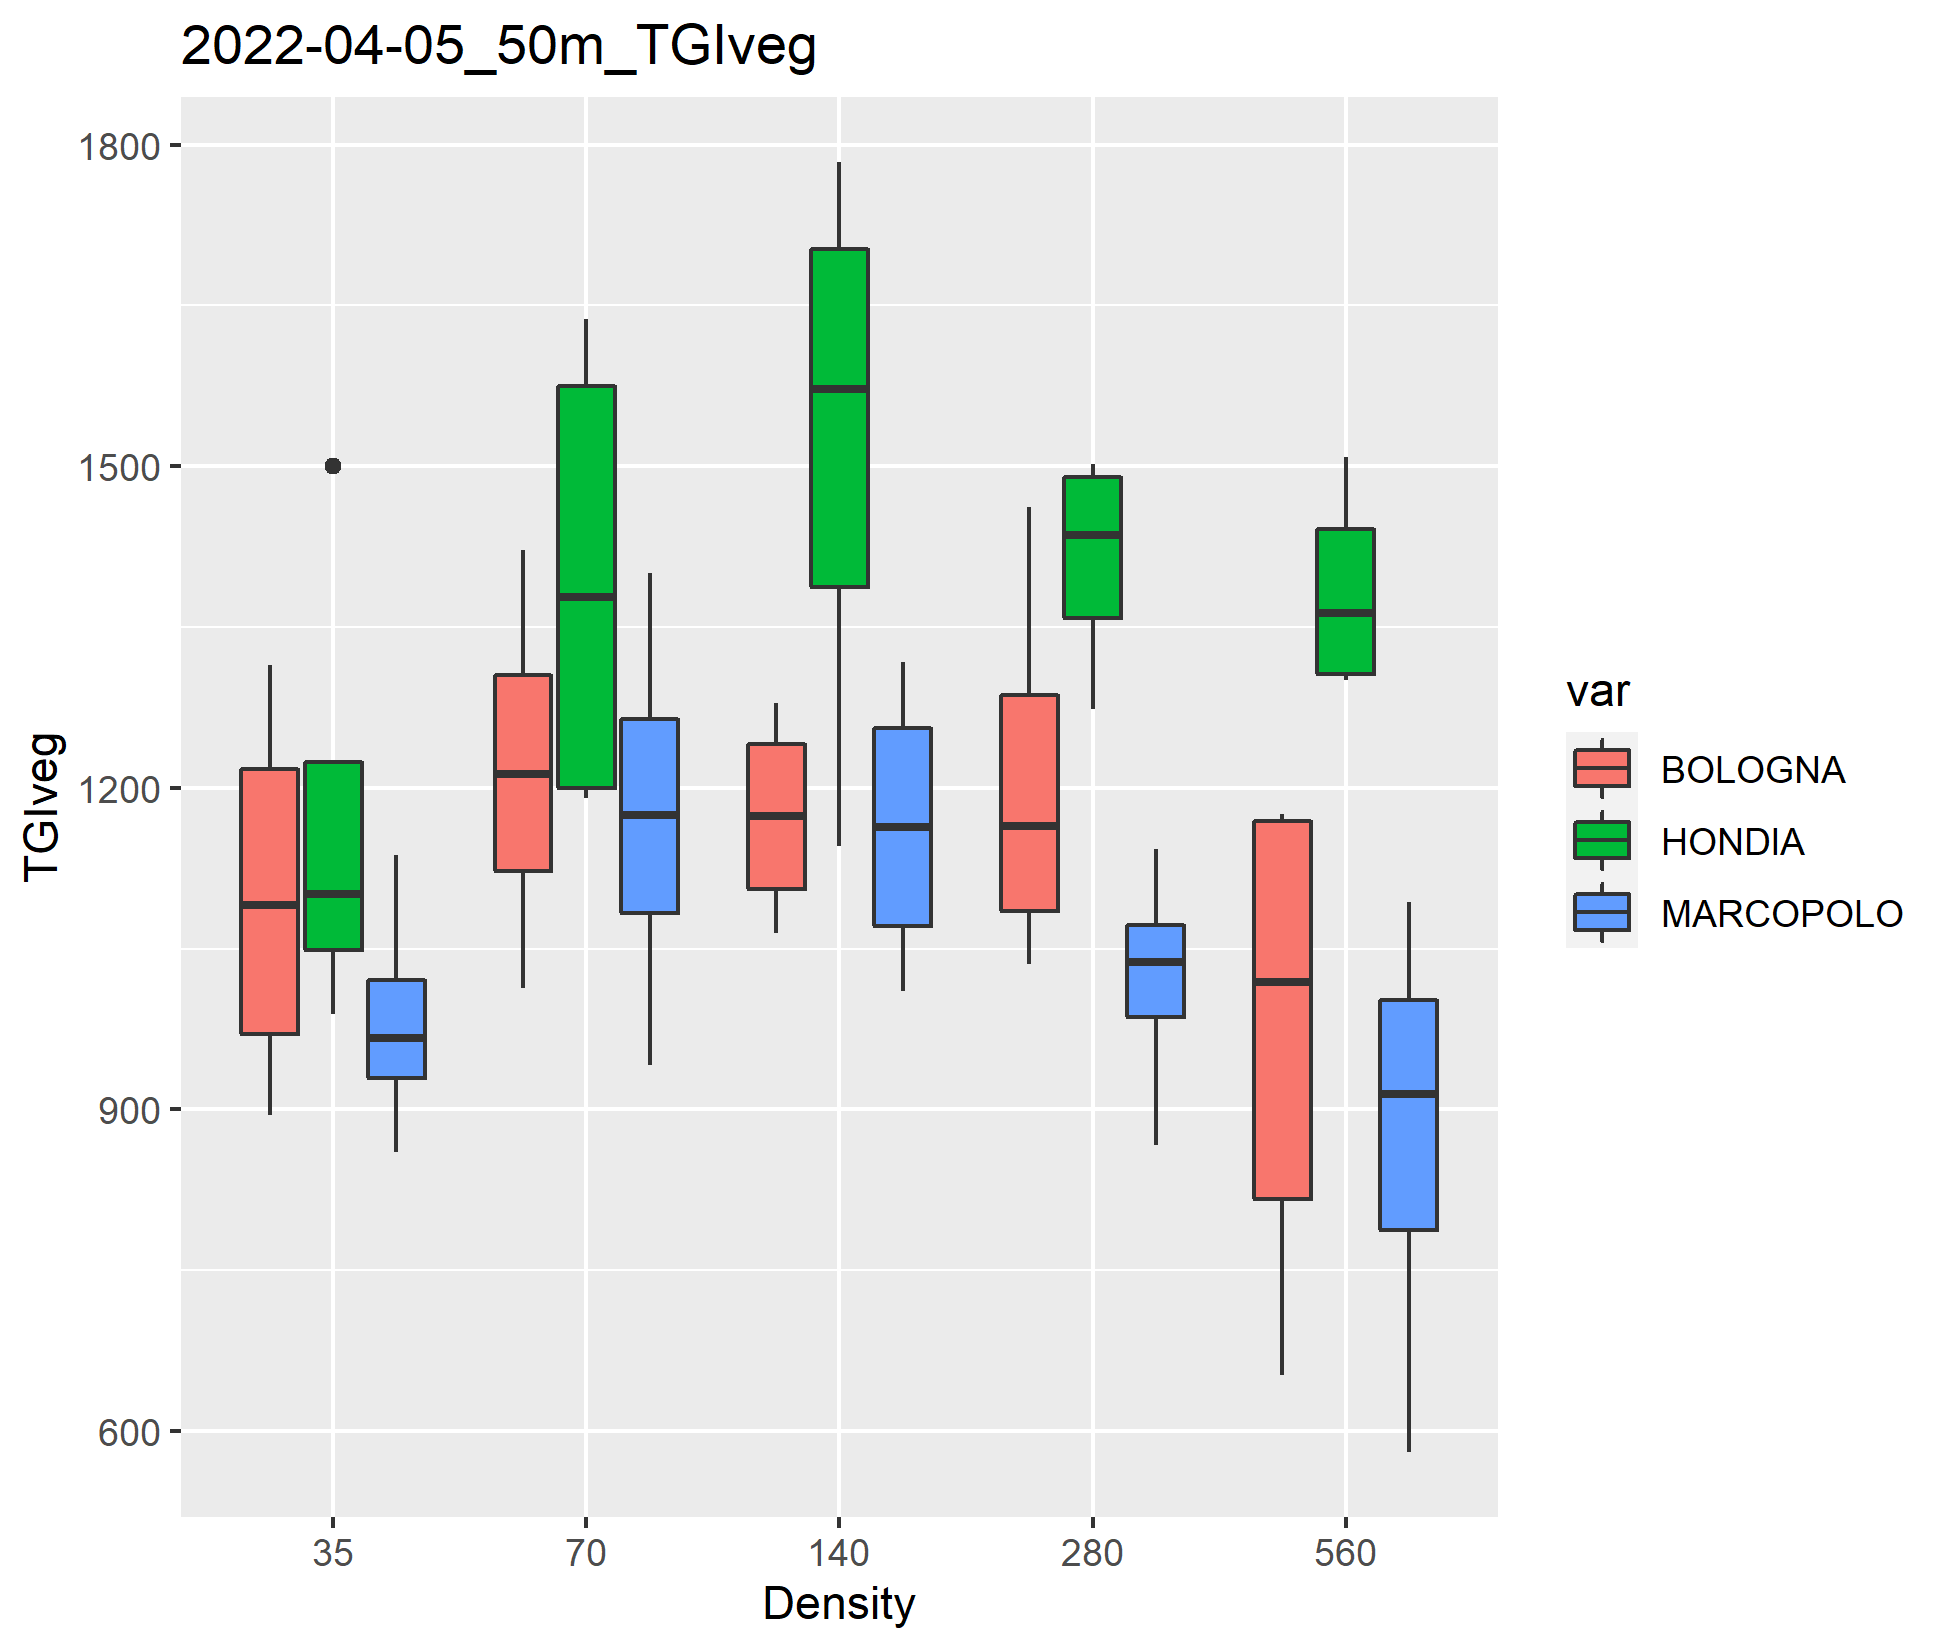 2022-04-05_50m_TGIveg
1800
1500
1200
900
600
TGIveg
35 70 140 280 560
Density
var
BOLOGNA
HONDIA
MARCOPOLO